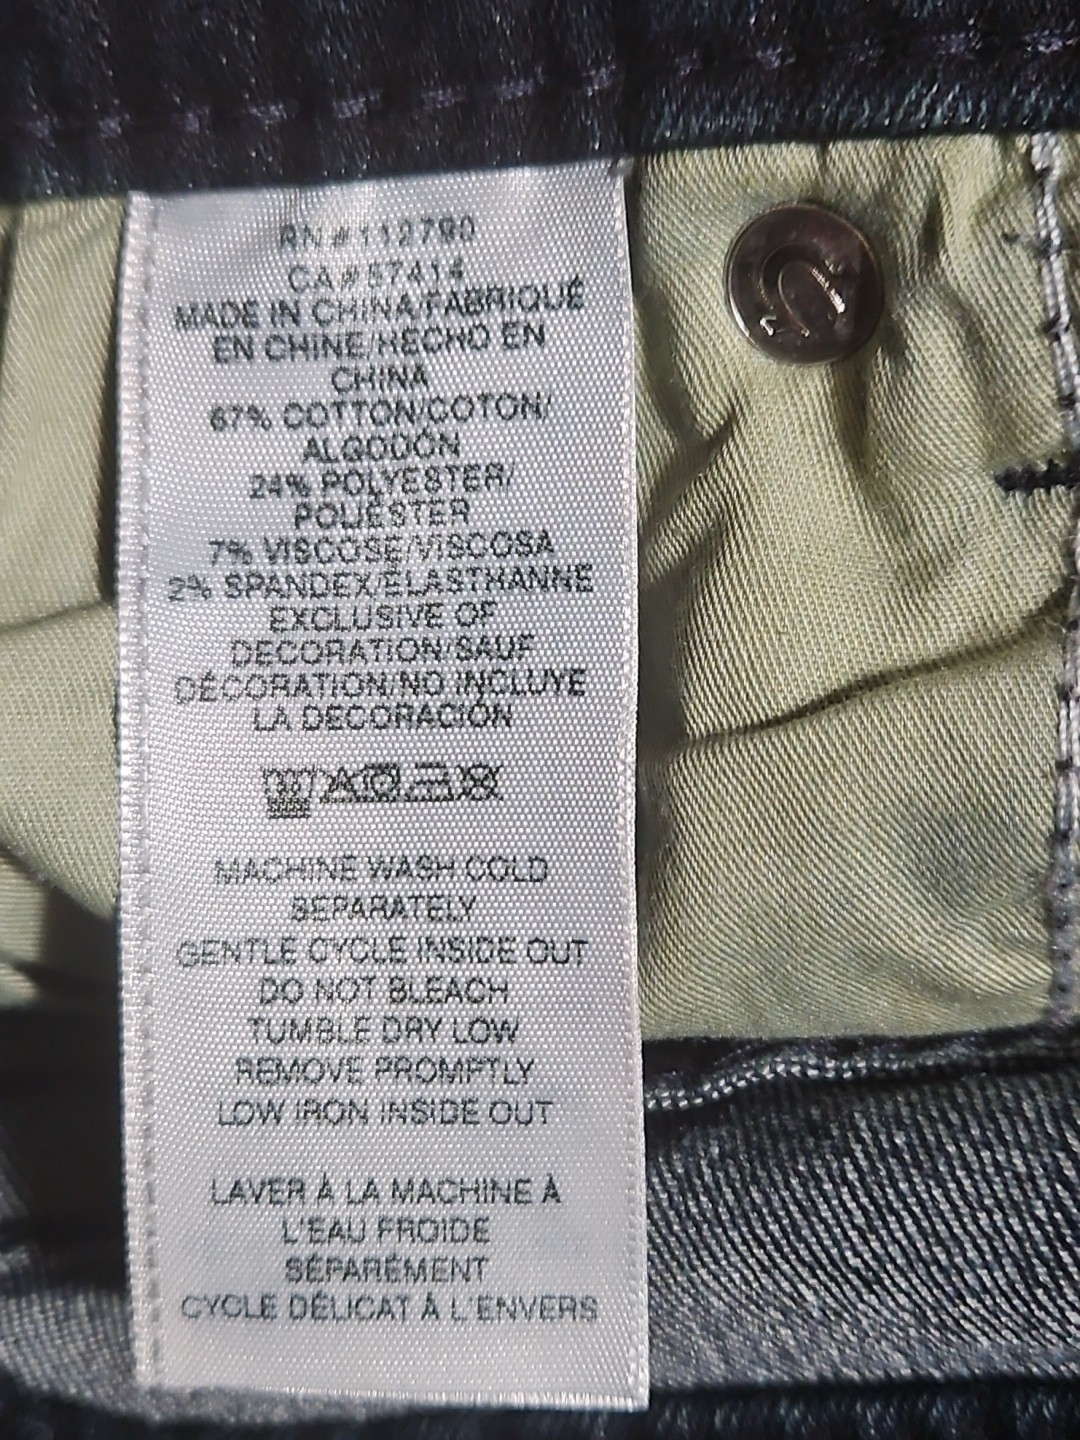 RN#112790
CA#57414
MADE IN CHINA/FABRIQUÉ
EN CHINE/HECHO EN
CHINA
67% COTTON/COTON/
ALGODÓN
24% POLYESTER/
POLIÉSTER
7% VISCOSE/VISCOSA
2% SPANDEX/ÉLASTHANNE
EXCLUSIVE OF
DECORATION/SAUF
DÉCORATION/NO INCLUYE
LA DECORACIÓN
MACHINE WASH COLD
SEPARATELY
GENTLE CYCLE INSIDE OUT
DO NOT BLEACH
TUMBLE DRY LOW
REMOVE PROMPTLY
LOW IRON INSIDE OUT
LAVER À LA MACHINE À
L'EAU FROIDE
SÉPARÉMENT
CYCLE DÉLICAT À L'ENVERS